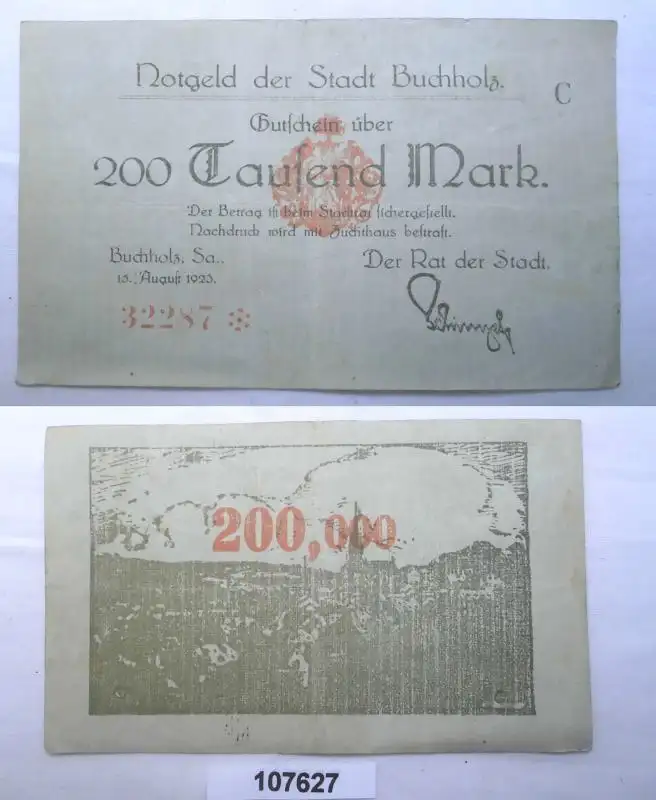 Notgeld der Stadt Buchholz.
C
Gutschein über
200 Tausend Mark.
Der Betrag ist beim Stadtrat sichergestellt.
Nachdruck wird mit Zuchthaus bestraft.
Buchholz, Sa.,
15. August 1923.
Der Rat der Stadt.
32287
200,000
107627